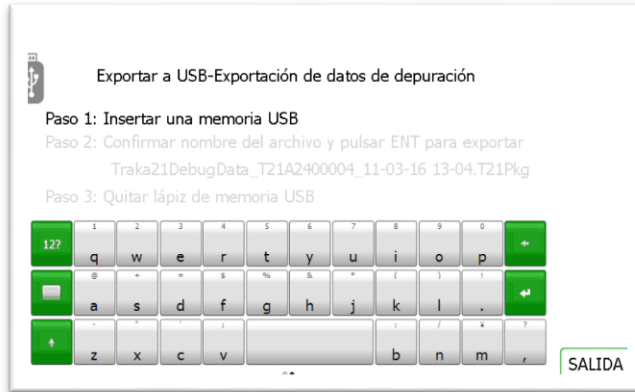 Exportar a USB-Exportación de datos de depuración
Paso 1: Insertar una memoria USB
Paso 2: Confirmar nombre del archivo y pulsar ENT para exportar
Traka21DebugData_T21A2400004_11-03-16 13-04.T21Pkg
Paso 3: Quitar lápiz de memoria USB
1 2 3 4 5 6 7 8 9 0
12? q w e r t y u i o p
@ + = $ % & * ( ) !
a s d f g h j k l .
z x c v b n m ,
SALIDA